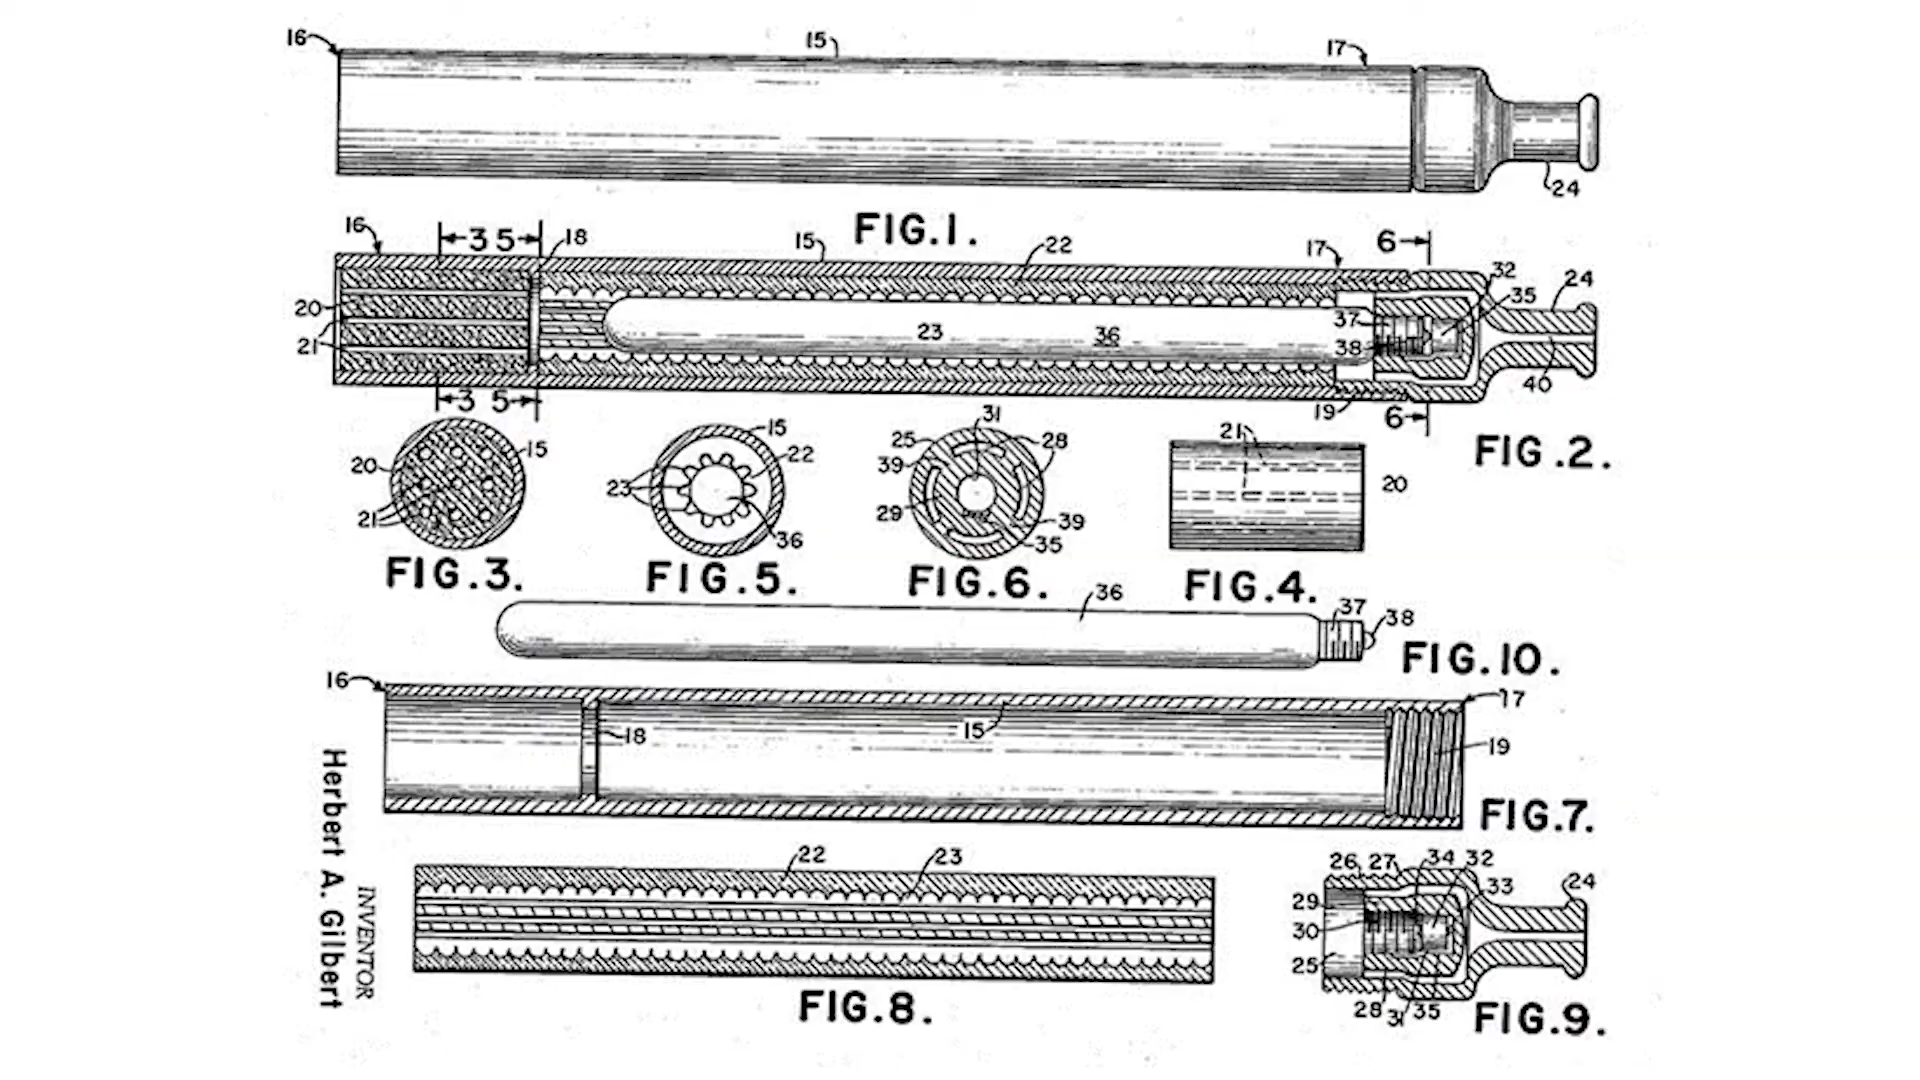 16 15 17
24
FIG.1.
16 3 5 18 15 22 17 6
32 24
20 23 36 37 35
21 38 40
3 5 19 6
FIG.2.
15 31 21
20 22 25 28 20
23 39
21 29 39
36 35
FIG.3. FIG.5. FIG.6. FIG.4.
36 37 38
FIG.10.
16 17
18 15 19
FIG.7.
22 23 26 27 34 32
33 24
29
30
25
28 31 35
FIG.8. FIG.9.
Herbert A. Gilbert
INVENTOR